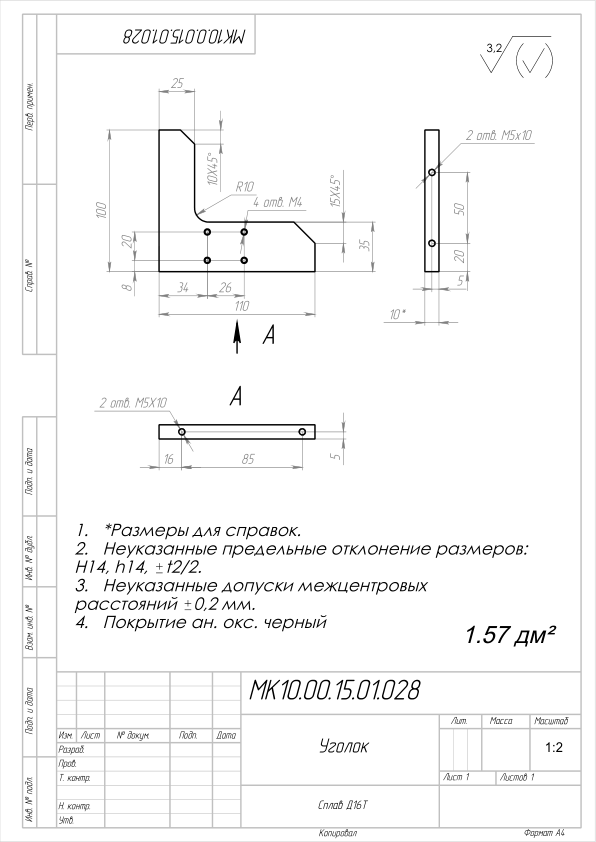 МК10.00.15.01.028
3,2
(√)
Перв. примен.
Справ. №
Подп. и дата
Инв. № дубл.
Взам. инв. №
Подп. и дата
Инв. № подл.
25
10X45°
R10
4 отв. М4
15X45°
100
20
8
34
26
110
35
2 отв. М5х10
50
20
5
10*
А
А
2 отв. М5Х10
16
85
5
1. *Размеры для справок.
2. Неуказанные предельные отклонение размеров:
H14, h14, ±t2/2.
3. Неуказанные допуски межцентровых
расстояний ±0,2 мм.
4. Покрытие ан. окс. черный
1.57 дм²
МК10.00.15.01.028
Изм. Лист № докум. Подп. Дата
Разраб.
Пров.
Т. контр.
Н. контр.
Утв.
Уголок
Лит. Масса Масштаб
1:2
Лист 1 Листов 1
Сплав Д16Т
Копировал Формат А4